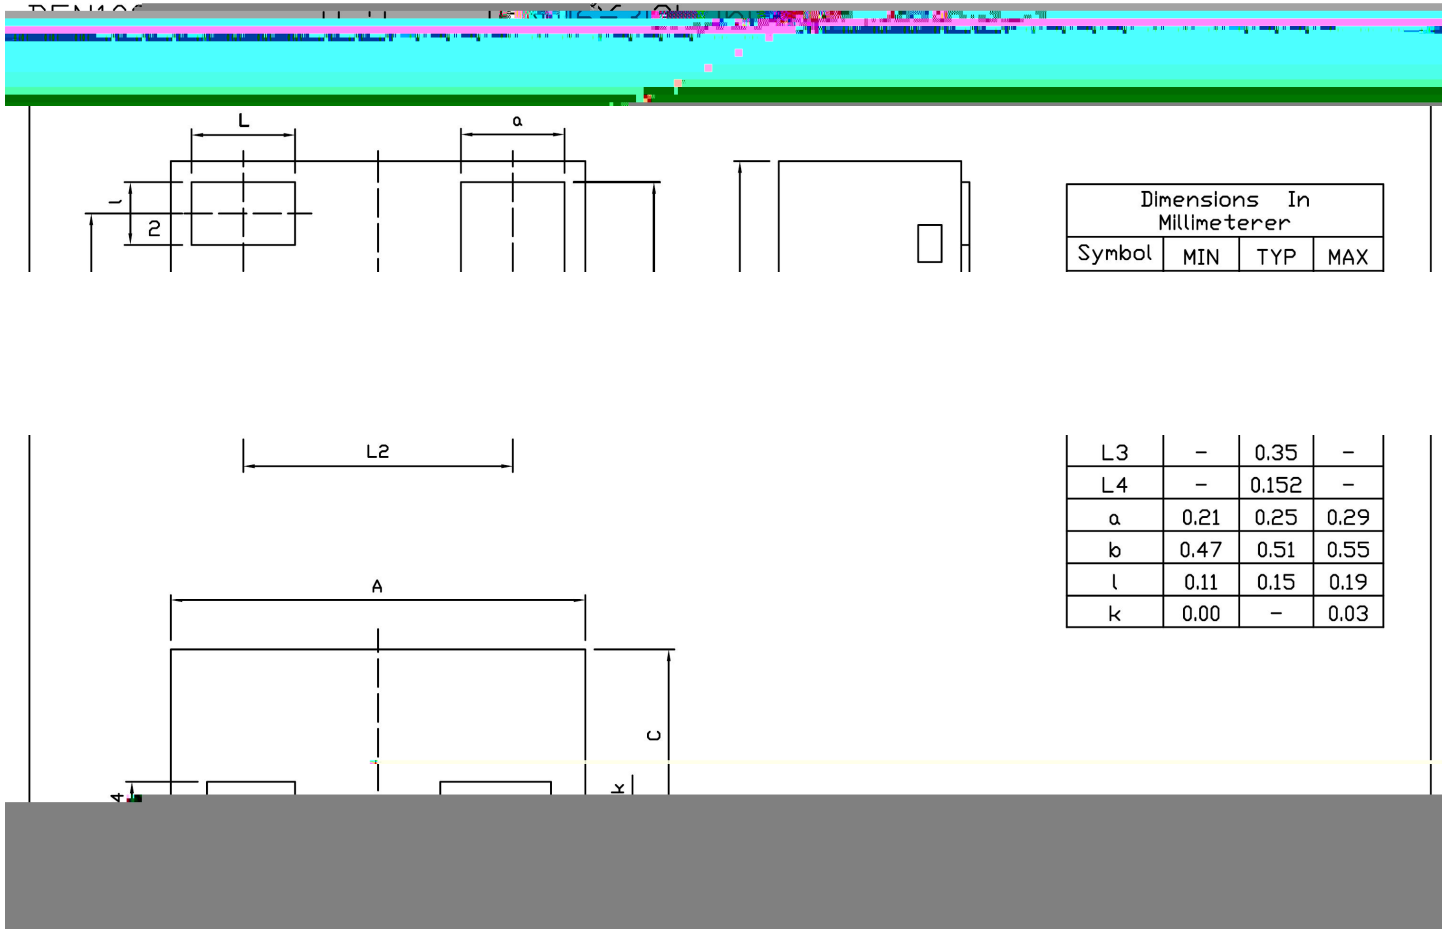 L
a
l
2
Dimensions In
Millimeterer
Symbol MIN TYP MAX
L2
L3 - 0.35 -
L4 - 0.152 -
a 0.21 0.25 0.29
b 0.47 0.51 0.55
l 0.11 0.15 0.19
k 0.00 - 0.03
A
C
k
4